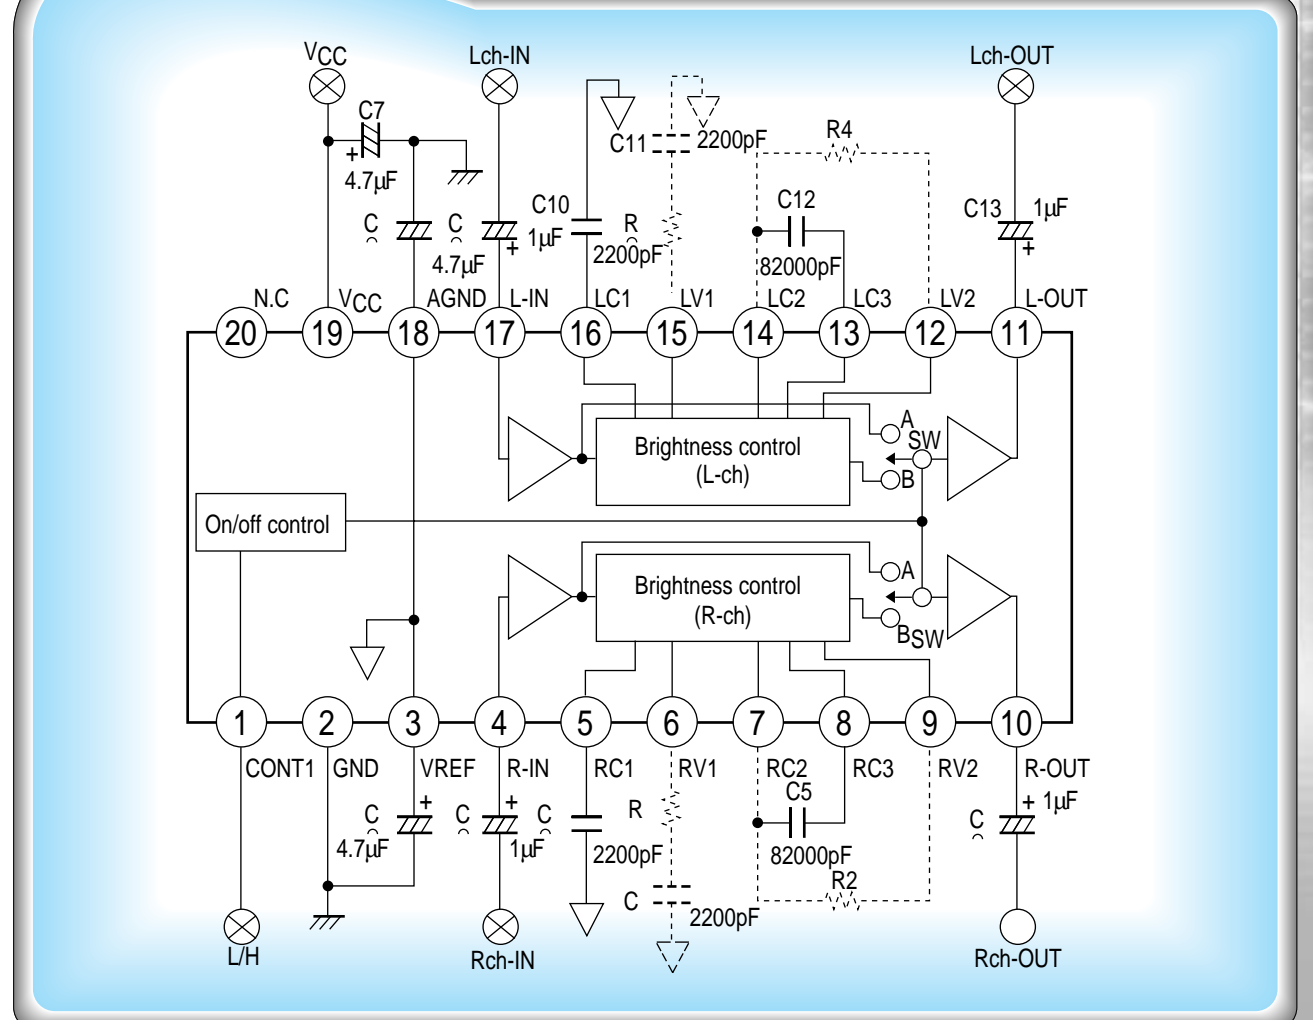 VCC
Lch-IN
Lch-OUT
C7
+
4.7µF
C11
2200pF
R4
C10
C12
C13
1µF
C
C
4.7µF
+
1µF
R
2200pF
82000pF
+
N.C
VCC
AGND
L-IN
LC1
LV1
LC2
LC3
LV2
L-OUT
20
19
18
17
16
15
14
13
12
11
Brightness control
(L-ch)
A
SW
B
On/off control
Brightness control
(R-ch)
A
B
SW
1
2
3
4
5
6
7
8
9
10
CONT1
GND
VREF
R-IN
RC1
RV1
RC2
RC3
RV2
R-OUT
C
+
4.7µF
C
+
1µF
C
2200pF
R
C5
82000pF
C
+
1µF
R2
C
2200pF
L/H
Rch-IN
Rch-OUT